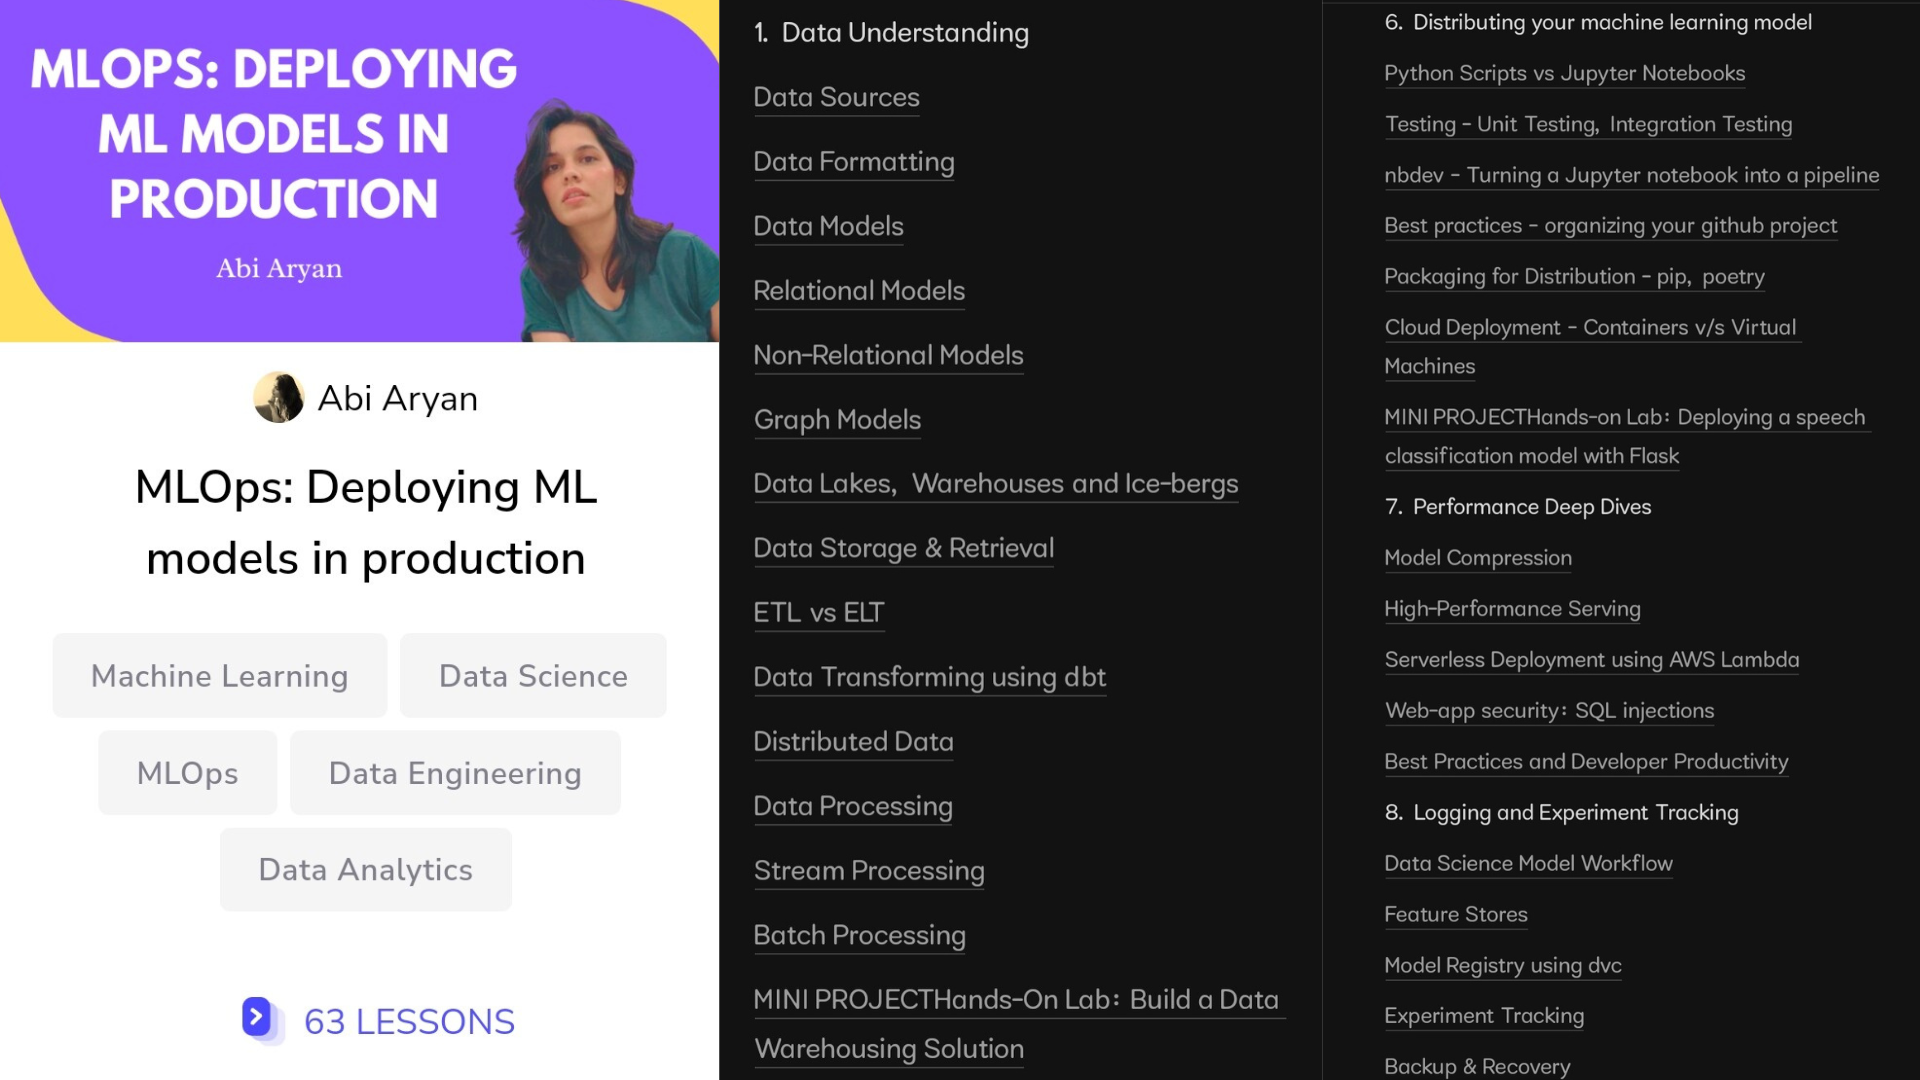 MLOPS: DEPLOYING
ML MODELS IN
PRODUCTION
Abi Aryan
Abi Aryan
MLOps: Deploying ML
models in production
Machine Learning
Data Science
MLOps
Data Engineering
Data Analytics
63 LESSONS
1. Data Understanding
Data Sources
Data Formatting
Data Models
Relational Models
Non-Relational Models
Graph Models
Data Lakes, Warehouses and Ice-bergs
Data Storage & Retrieval
ETL vs ELT
Data Transforming using dbt
Distributed Data
Data Processing
Stream Processing
Batch Processing
MINI PROJECTHands-On Lab: Build a Data
Warehousing Solution
6. Distributing your machine learning model
Python Scripts vs Jupyter Notebooks
Testing - Unit Testing, Integration Testing
nbdev - Turning a Jupyter notebook into a pipeline
Best practices - organizing your github project
Packaging for Distribution - pip, poetry
Cloud Deployment - Containers v/s Virtual
Machines
MINI PROJECTHands-on Lab: Deploying a speech
classification model with Flask
7. Performance Deep Dives
Model Compression
High-Performance Serving
Serverless Deployment using AWS Lambda
Web-app security: SQL injections
Best Practices and Developer Productivity
8. Logging and Experiment Tracking
Data Science Model Workflow
Feature Stores
Model Registry using dvc
Experiment Tracking
Backup & Recovery